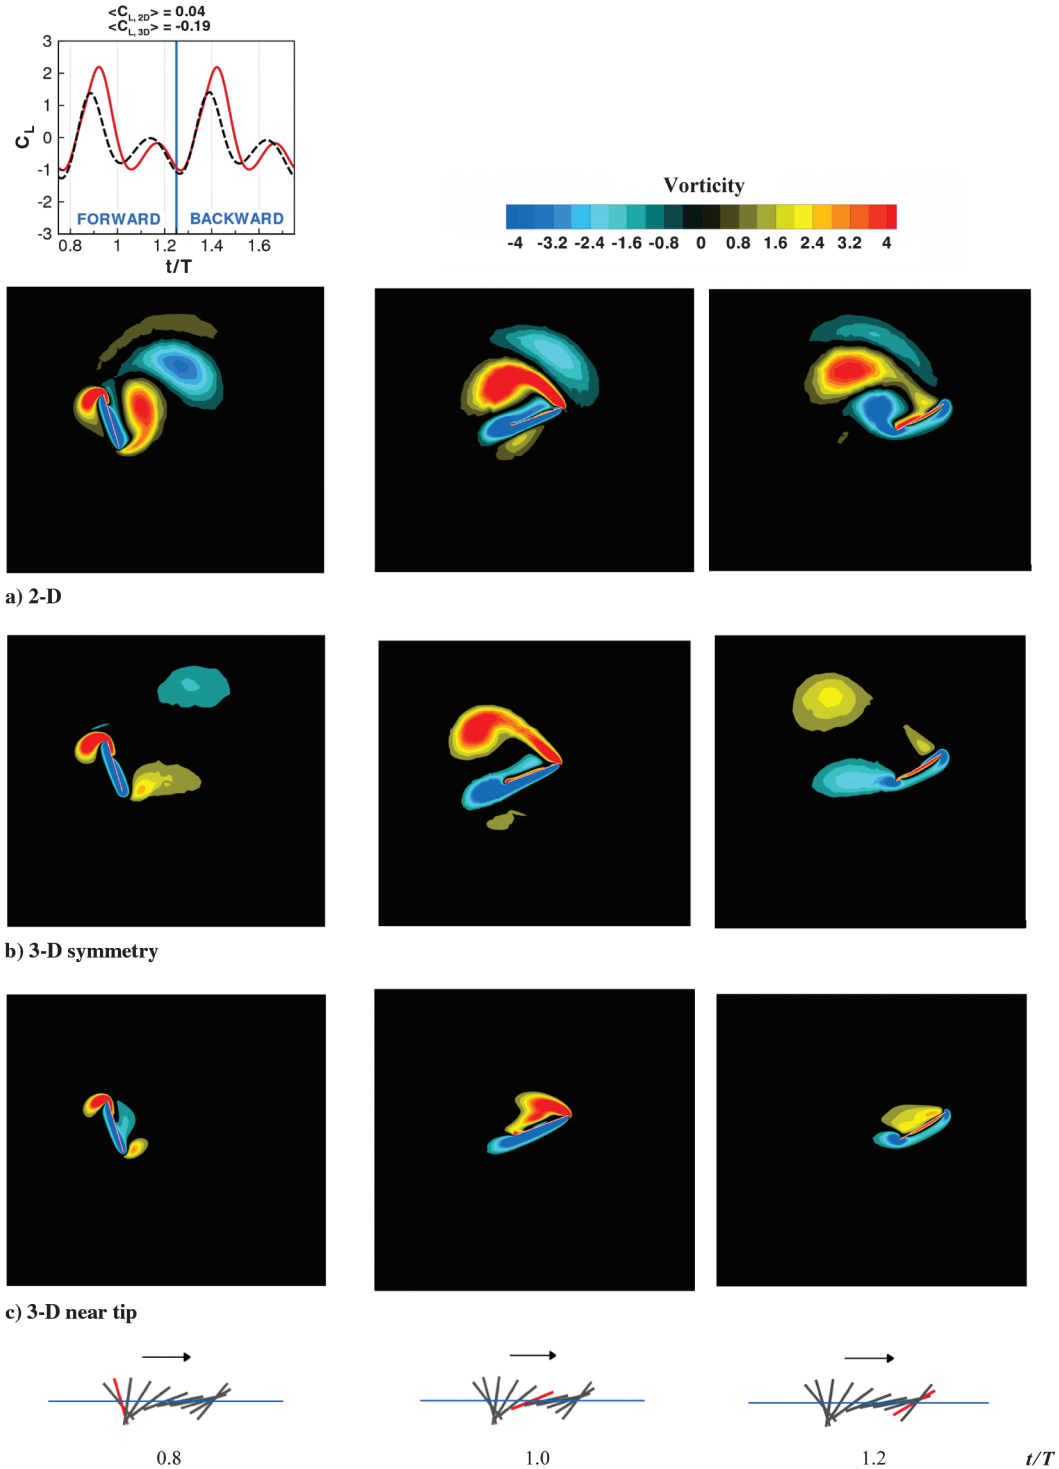 <C_L, 2D> = 0.04
<C_L, 3D> = -0.19
3
2
1
0
-1
-2
-3
C_L
FORWARD BACKWARD
0.8 1 1.2 1.4 1.6
t/T
Vorticity
-4 -3.2 -2.4 -1.6 -0.8 0 0.8 1.6 2.4 3.2 4
a) 2-D
b) 3-D symmetry
c) 3-D near tip
0.8 1.0 1.2 t/T